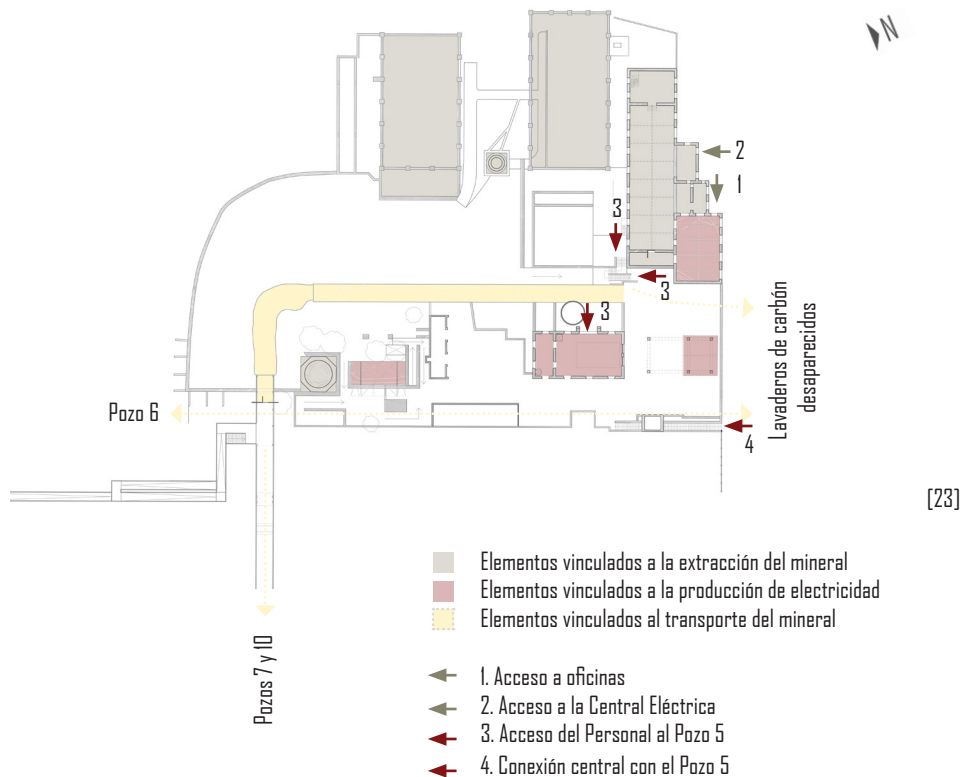 N
2
1
3
3
3
Pozo 6
Lavaderos de carbón
desaparecidos
4
[23]
Pozos 7 y 10
Elementos vinculados a la extracción del mineral
Elementos vinculados a la producción de electricidad
Elementos vinculados al transporte del mineral
1. Acceso a oficinas
2. Acceso a la Central Eléctrica
3. Acceso del Personal al Pozo 5
4. Conexión central con el Pozo 5